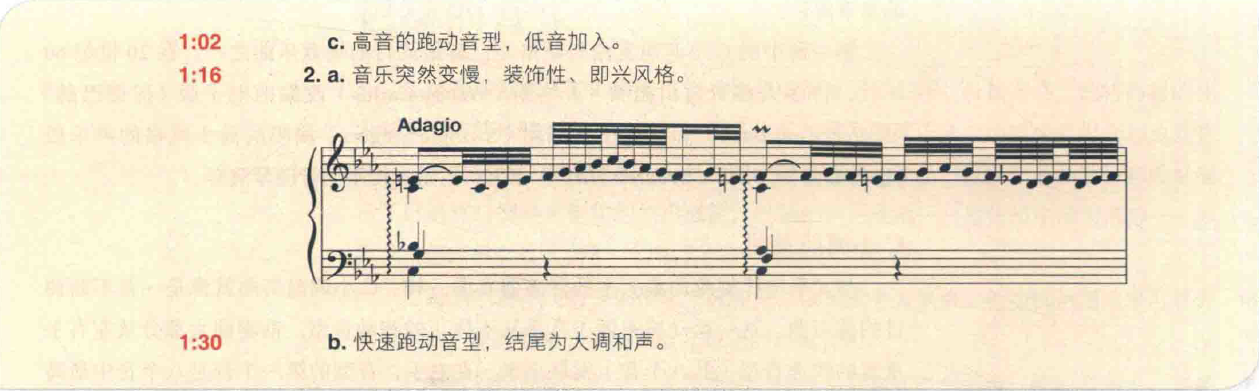 1:02 c. 高音的跑动音型，低音加入。
1:16 2. a. 音乐突然变慢，装饰性、即兴风格。
Adagio
1:30 b. 快速跑动音型，结尾为大调和声。